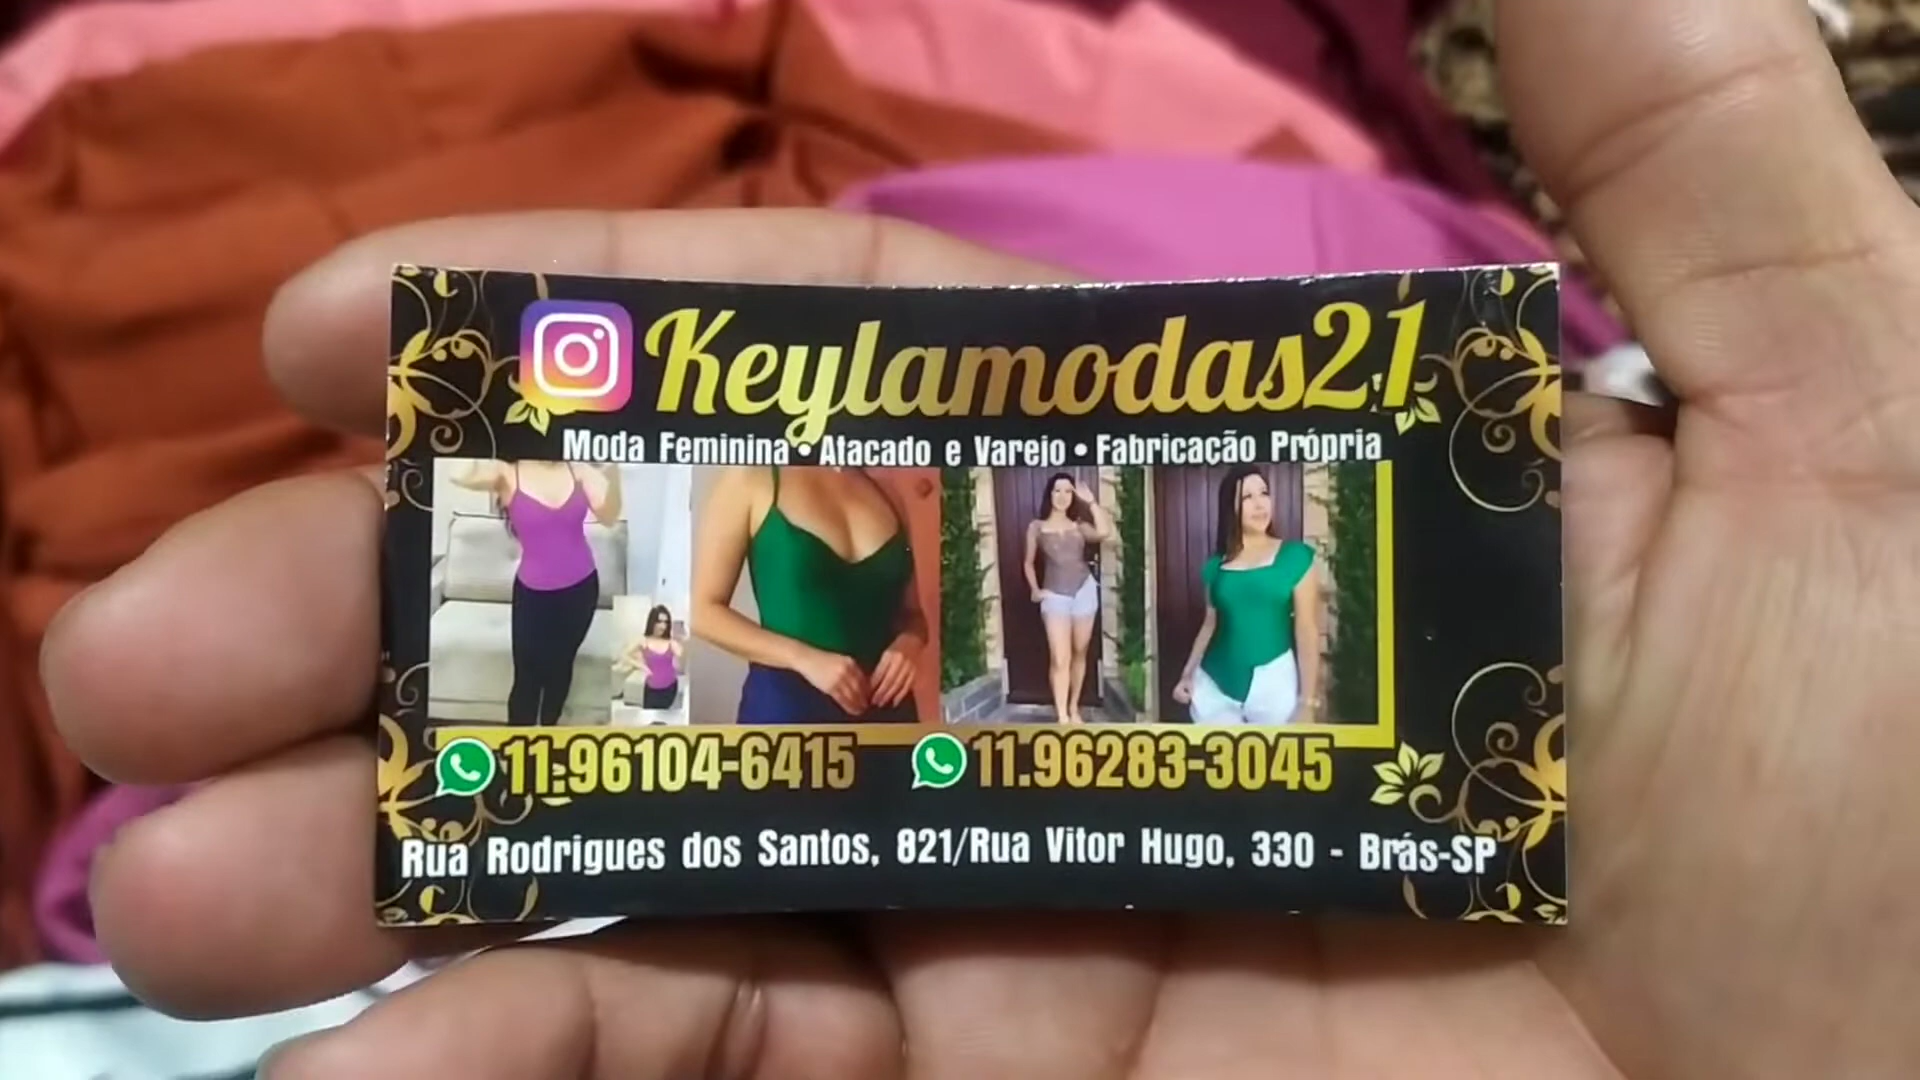 Keylamodas21
Moda Feminina • Atacado e Varejo • Fabricação Própria
11.96104-6415 11.96283-3045
Rua Rodrigues dos Santos, 821/Rua Vitor Hugo, 330 - Brás-SP